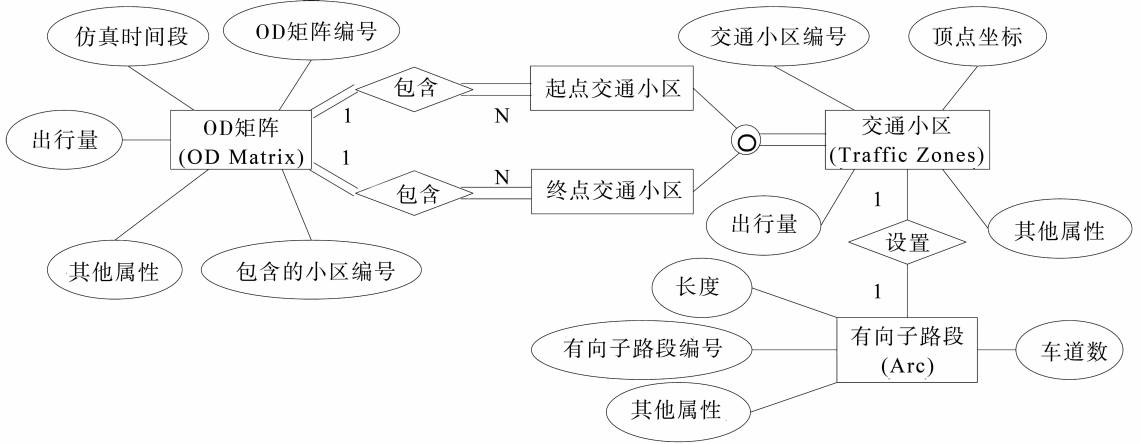 仿真时间段
OD矩阵编号
交通小区编号
顶点坐标
包含
起点交通小区
1
N
出行量
OD矩阵
(OD Matrix)
O
交通小区
(Traffic Zones)
1
N
包含
终点交通小区
1
出行量
设置
其他属性
其他属性
包含的小区编号
长度
1
有向子路段编号
有向子路段
(Arc)
车道数
其他属性